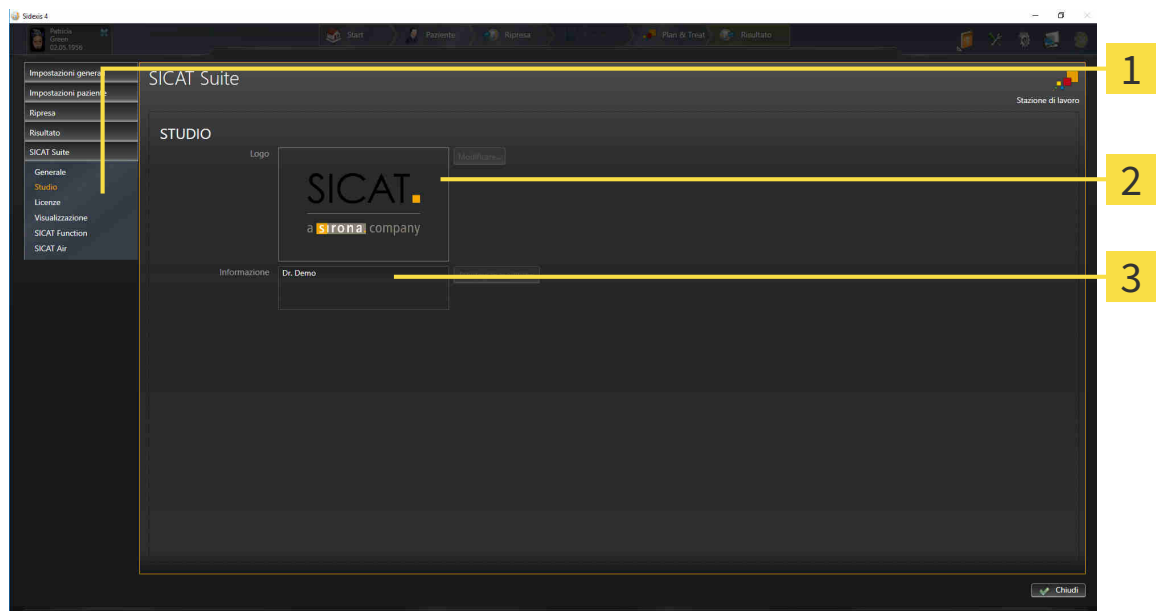 Sidexis 4
Patricia
Green
02.05.1956
Start
Paziente
Ripresa
Plan & Treat
Risultato
Impostazioni general
Impostazioni paziente
Ripresa
Risultato
SICAT Suite
Generale
Studio
Licenze
Visualizzazione
SICAT Function
SICAT Air
SICAT Suite
Stazione di lavoro
STUDIO
Logo
Modificare...
SICAT.
a sirona. company
Informazione
Dr. Demo
Chiudi
1
2
3